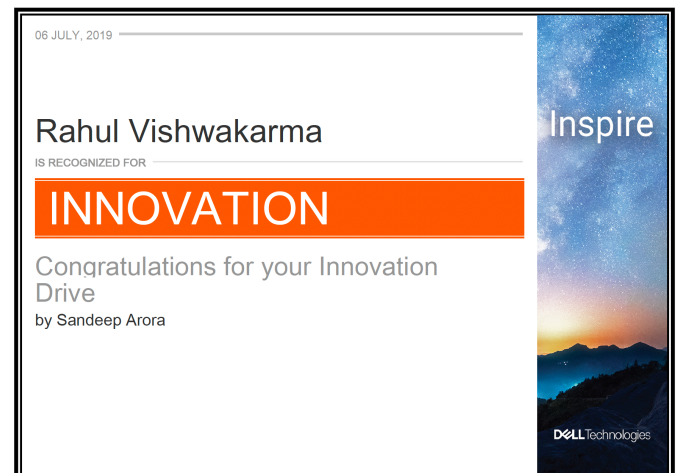 06 JULY, 2019
Rahul Vishwakarma
IS RECOGNIZED FOR
INNOVATION
Congratulations for your Innovation
Drive
by Sandeep Arora
Inspire
DELLTechnologies